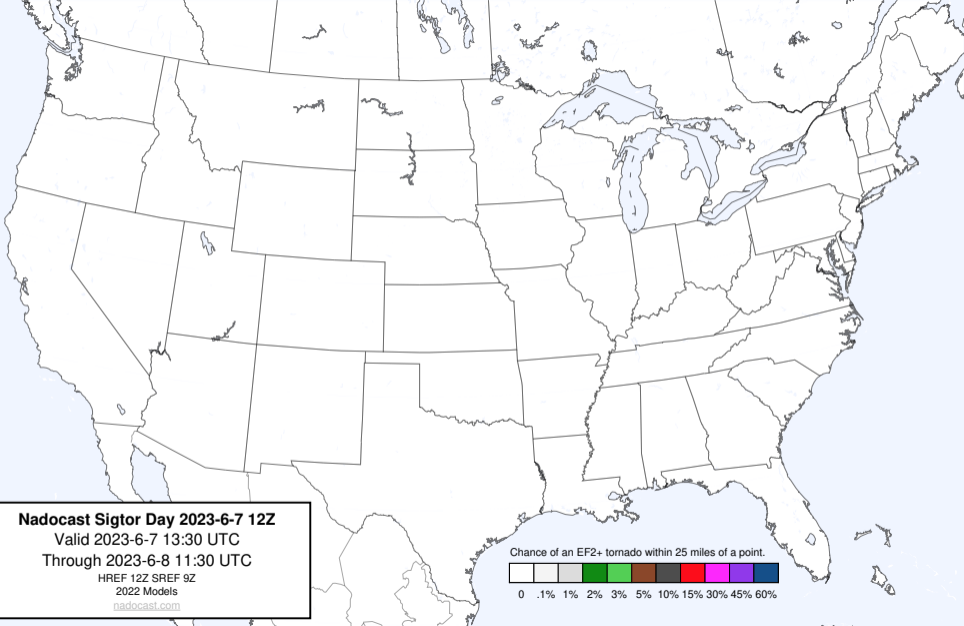 Nadocast Sigtor Day 2023-6-7 12Z
Valid 2023-6-7 13:30 UTC
Through 2023-6-8 11:30 UTC
HREF 12Z SREF 9Z
2022 Models
nadocast.com
Chance of an EF2+ tornado within 25 miles of a point.
0 .1% 1% 2% 3% 5% 10% 15% 30% 45% 60%